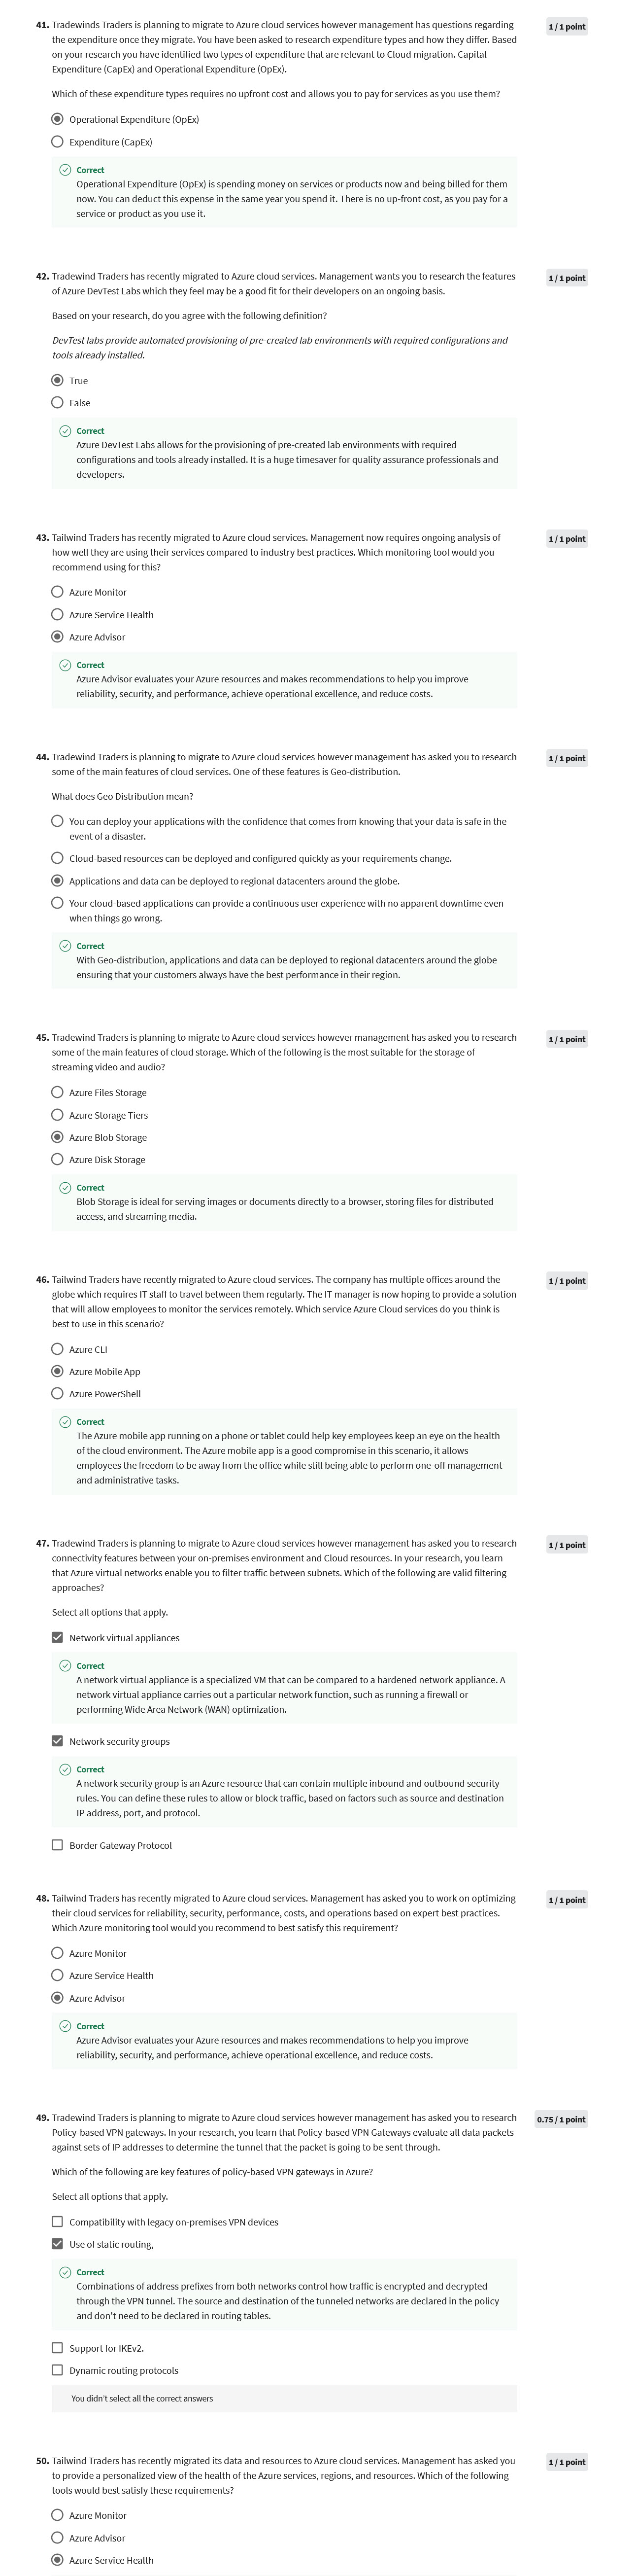 41. Tradewinds Traders is planning to migrate to Azure cloud services however management has questions regarding
1 / 1 point
the expenditure once they migrate. You have been asked to research expenditure types and how they differ. Based
on your research you have identified two types of expenditure that are relevant to Cloud migration. Capital
Expenditure (CapEx) and Operational Expenditure (OpEx).
Which of these expenditure types requires no upfront cost and allows you to pay for services as you use them?
Operational Expenditure (OpEx)
Expenditure (CapEx)
Correct
Operational Expenditure (OpEx) is spending money on services or products now and being billed for them
now. You can deduct this expense in the same year you spend it. There is no up-front cost, as you pay for a
service or product as you use it.
42. Tradewind Traders has recently migrated to Azure cloud services. Management wants you to research the features
1 / 1 point
of Azure DevTest Labs which they feel may be a good fit for their developers on an ongoing basis.
Based on your research, do you agree with the following definition?
DevTest labs provide automated provisioning of pre-created lab environments with required configurations and
tools already installed.
True
False
Correct
Azure DevTest Labs allows for the provisioning of pre-created lab environments with required
configurations and tools already installed. It is a huge timesaver for quality assurance professionals and
developers.
43. Tailwind Traders has recently migrated to Azure cloud services. Management now requires ongoing analysis of
1 / 1 point
how well they are using their services compared to industry best practices. Which monitoring tool would you
recommend using for this?
Azure Monitor
Azure Service Health
Azure Advisor
Correct
Azure Advisor evaluates your Azure resources and makes recommendations to help you improve
reliability, security, and performance, achieve operational excellence, and reduce costs.
44. Tradewind Traders is planning to migrate to Azure cloud services however management has asked you to research
1 / 1 point
some of the main features of cloud services. One of these features is Geo-distribution.
What does Geo Distribution mean?
You can deploy your applications with the confidence that comes from knowing that your data is safe in the
event of a disaster.
Cloud-based resources can be deployed and configured quickly as your requirements change.
Applications and data can be deployed to regional datacenters around the globe.
Your cloud-based applications can provide a continuous user experience with no apparent downtime even
when things go wrong.
Correct
With Geo-distribution, applications and data can be deployed to regional datacenters around the globe
ensuring that your customers always have the best performance in their region.
45. Tradewind Traders is planning to migrate to Azure cloud services however management has asked you to research
1 / 1 point
some of the main features of cloud storage. Which of the following is the most suitable for the storage of
streaming video and audio?
Azure Files Storage
Azure Storage Tiers
Azure Blob Storage
Azure Disk Storage
Correct
Blob Storage is ideal for serving images or documents directly to a browser, storing files for distributed
access, and streaming media.
46. Tailwind Traders have recently migrated to Azure cloud services. The company has multiple offices around the
1 / 1 point
globe which requires IT staff to travel between them regularly. The IT manager is now hoping to provide a solution
that will allow employees to monitor the services remotely. Which service Azure Cloud services do you think is
best to use in this scenario?
Azure CLI
Azure Mobile App
Azure PowerShell
Correct
The Azure mobile app running on a phone or tablet could help key employees keep an eye on the health
of the cloud environment. The Azure mobile app is a good compromise in this scenario, it allows
employees the freedom to be away from the office while still being able to perform one-off management
and administrative tasks.
47. Tradewind Traders is planning to migrate to Azure cloud services however management has asked you to research
1 / 1 point
connectivity features between your on-premises environment and Cloud resources. In your research, you learn
that Azure virtual networks enable you to filter traffic between subnets. Which of the following are valid filtering
approaches?
Select all options that apply.
Network virtual appliances
Correct
A network virtual appliance is a specialized VM that can be compared to a hardened network appliance. A
network virtual appliance carries out a particular network function, such as running a firewall or
performing Wide Area Network (WAN) optimization.
Network security groups
Correct
A network security group is an Azure resource that can contain multiple inbound and outbound security
rules. You can define these rules to allow or block traffic, based on factors such as source and destination
IP address, port, and protocol.
Border Gateway Protocol
48. Tailwind Traders has recently migrated to Azure cloud services. Management has asked you to work on optimizing
1 / 1 point
their cloud services for reliability, security, performance, costs, and operations based on expert best practices.
Which Azure monitoring tool would you recommend to best satisfy this requirement?
Azure Monitor
Azure Service Health
Azure Advisor
Correct
Azure Advisor evaluates your Azure resources and makes recommendations to help you improve
reliability, security, and performance, achieve operational excellence, and reduce costs.
49. Tradewind Traders is planning to migrate to Azure cloud services however management has asked you to research
0.75 / 1 point
Policy-based VPN gateways. In your research, you learn that Policy-based VPN Gateways evaluate all data packets
against sets of IP addresses to determine the tunnel that the packet is going to be sent through.
Which of the following are key features of policy-based VPN gateways in Azure?
Select all options that apply.
Compatibility with legacy on-premises VPN devices
Use of static routing,
Correct
Combinations of address prefixes from both networks control how traffic is encrypted and decrypted
through the VPN tunnel. The source and destination of the tunneled networks are declared in the policy
and don't need to be declared in routing tables.
Support for IKEv2.
Dynamic routing protocols
You didn't select all the correct answers
50. Tailwind Traders has recently migrated its data and resources to Azure cloud services. Management has asked you
1 / 1 point
to provide a personalized view of the health of the Azure services, regions, and resources. Which of the following
tools would best satisfy these requirements?
Azure Monitor
Azure Advisor
Azure Service Health